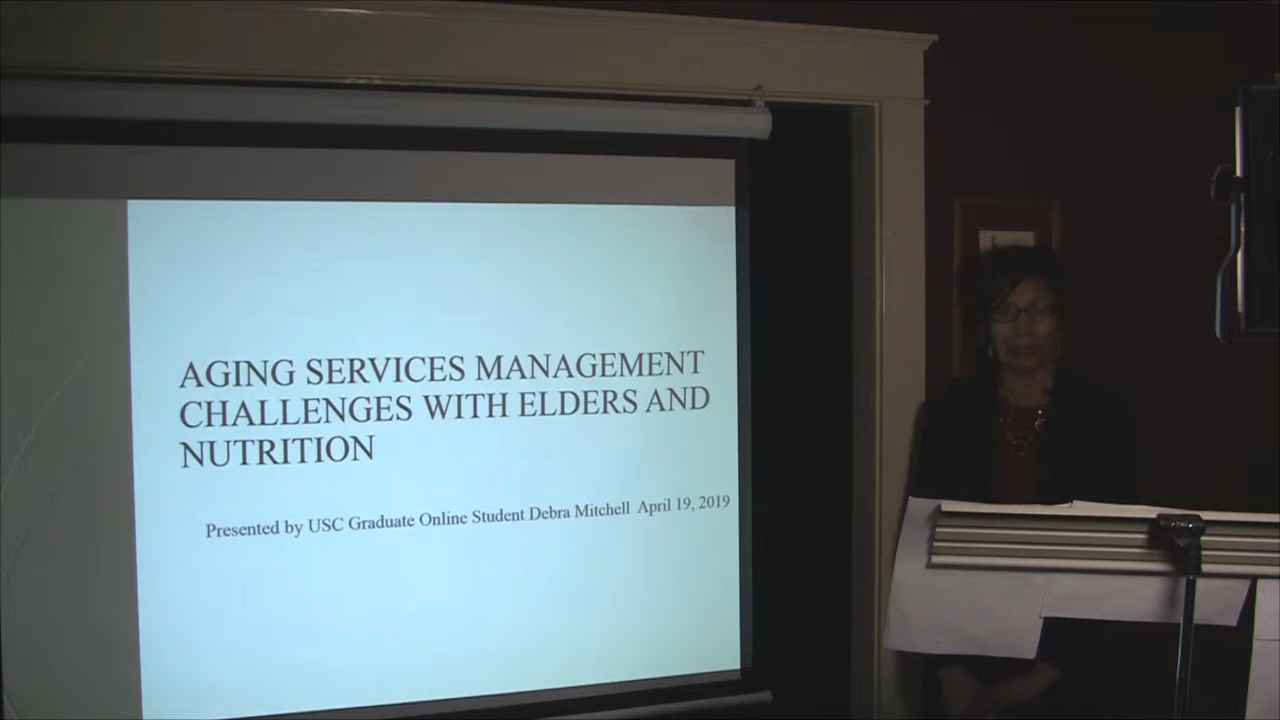 AGING SERVICES MANAGEMENT
CHALLENGES WITH ELDERS AND
NUTRITION
Presented by USC Graduate Online Student Debra Mitchell April 19, 2019